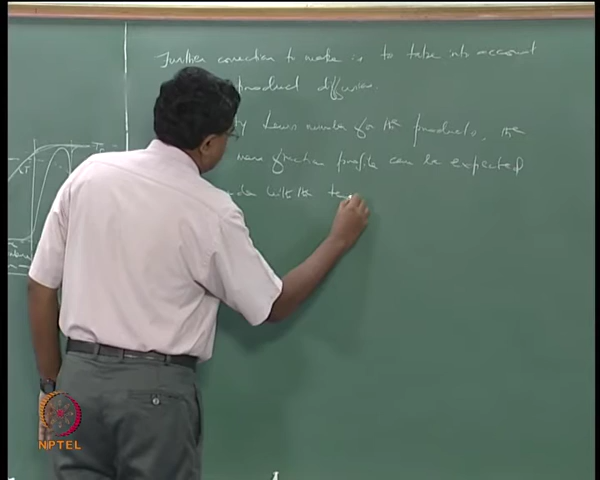 Further correction to make is to take into account
product diffusion.
Lewis number for the products, the
mass fraction profile can be expected
with the te
NPTEL